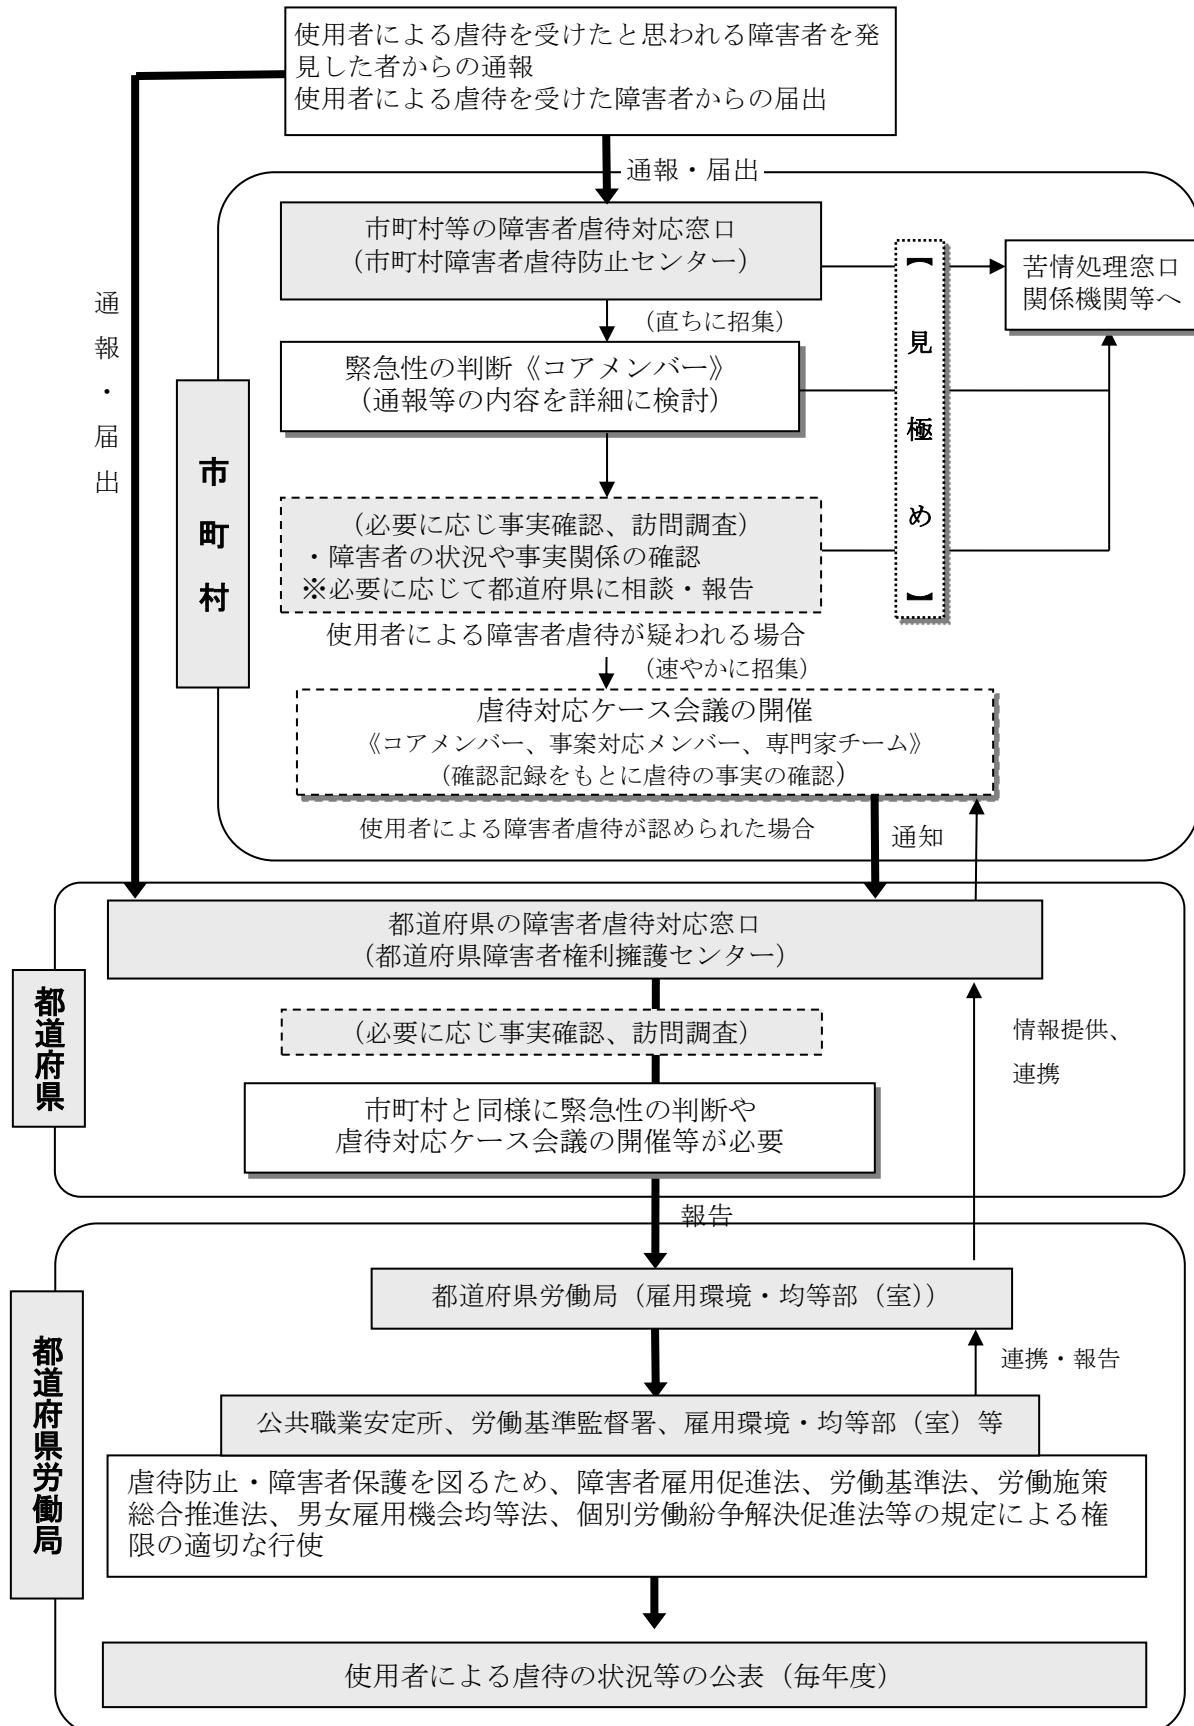 使用者による虐待を受けたと思われる障害者を発
見した者からの通報
使用者による虐待を受けた障害者からの届出
通報・届出
通報・届出
市町村
市町村等の障害者虐待対応窓口
（市町村障害者虐待防止センター）
（直ちに招集）
【見極め】
苦情処理窓口
関係機関等へ
緊急性の判断《コアメンバー》
（通報等の内容を詳細に検討）
（必要に応じ事実確認、訪問調査）
・障害者の状況や事実関係の確認
※必要に応じて都道府県に相談・報告
使用者による障害者虐待が疑われる場合
（速やかに招集）
虐待対応ケース会議の開催
《コアメンバー、事案対応メンバー、専門家チーム》
（確認記録をもとに虐待の事実の確認）
使用者による障害者虐待が認められた場合
通知
都道府県
都道府県の障害者虐待対応窓口
（都道府県障害者権利擁護センター）
（必要に応じ事実確認、訪問調査）
情報提供、
連携
市町村と同様に緊急性の判断や
虐待対応ケース会議の開催等が必要
報告
都道府県労働局
都道府県労働局（雇用環境・均等部（室））
連携・報告
公共職業安定所、労働基準監督署、雇用環境・均等部（室）等
虐待防止・障害者保護を図るため、障害者雇用促進法、労働基準法、労働施策
総合推進法、男女雇用機会均等法、個別労働紛争解決促進法等の規定による権
限の適切な行使
使用者による虐待の状況等の公表（毎年度）